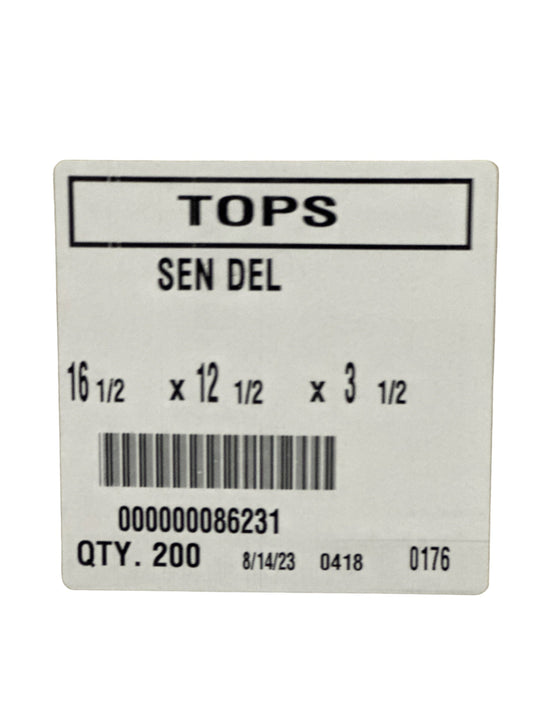 TOPS
SEN DEL
16 1/2 x 12 1/2 x 3 1/2
000000086231
QTY. 200 8/14/23 0418 0176